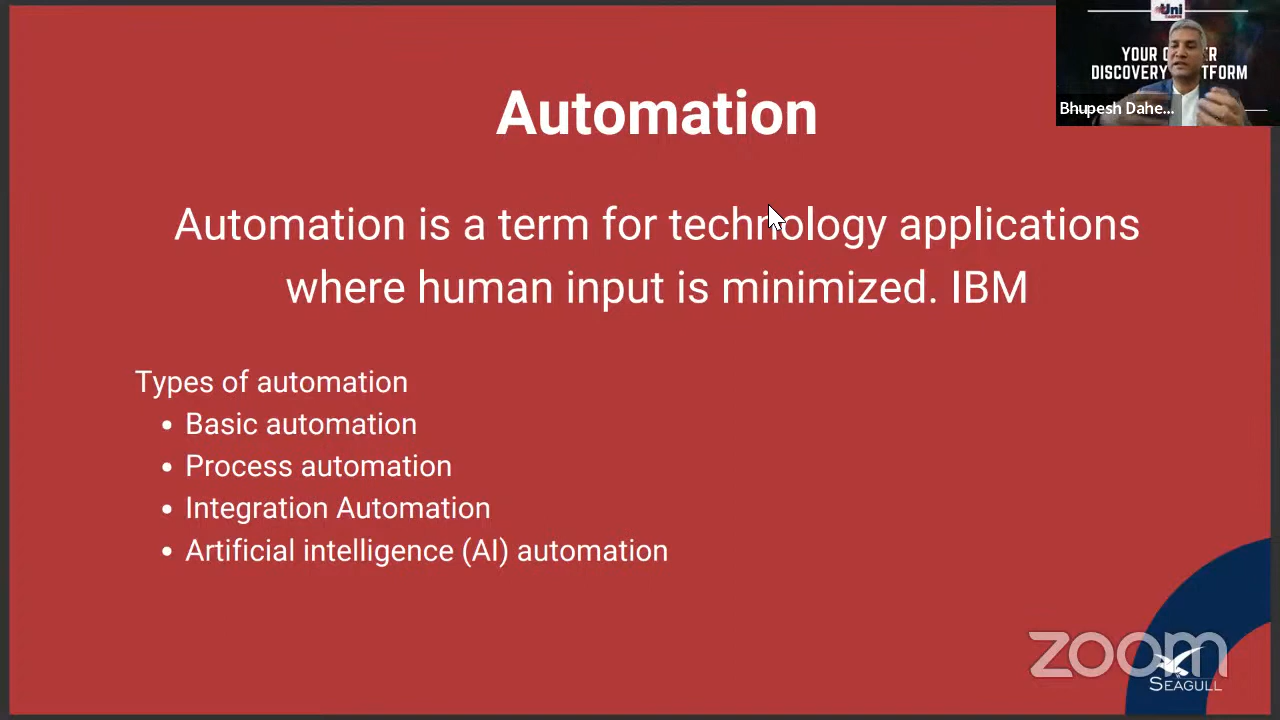 Automation
Automation is a term for technology applications
where human input is minimized. IBM
Types of automation
• Basic automation
• Process automation
• Integration Automation
• Artificial intelligence (AI) automation
Uni
YOUR
DISCOVERY
Bhupesh Dahe...
zoom
SEAGULL